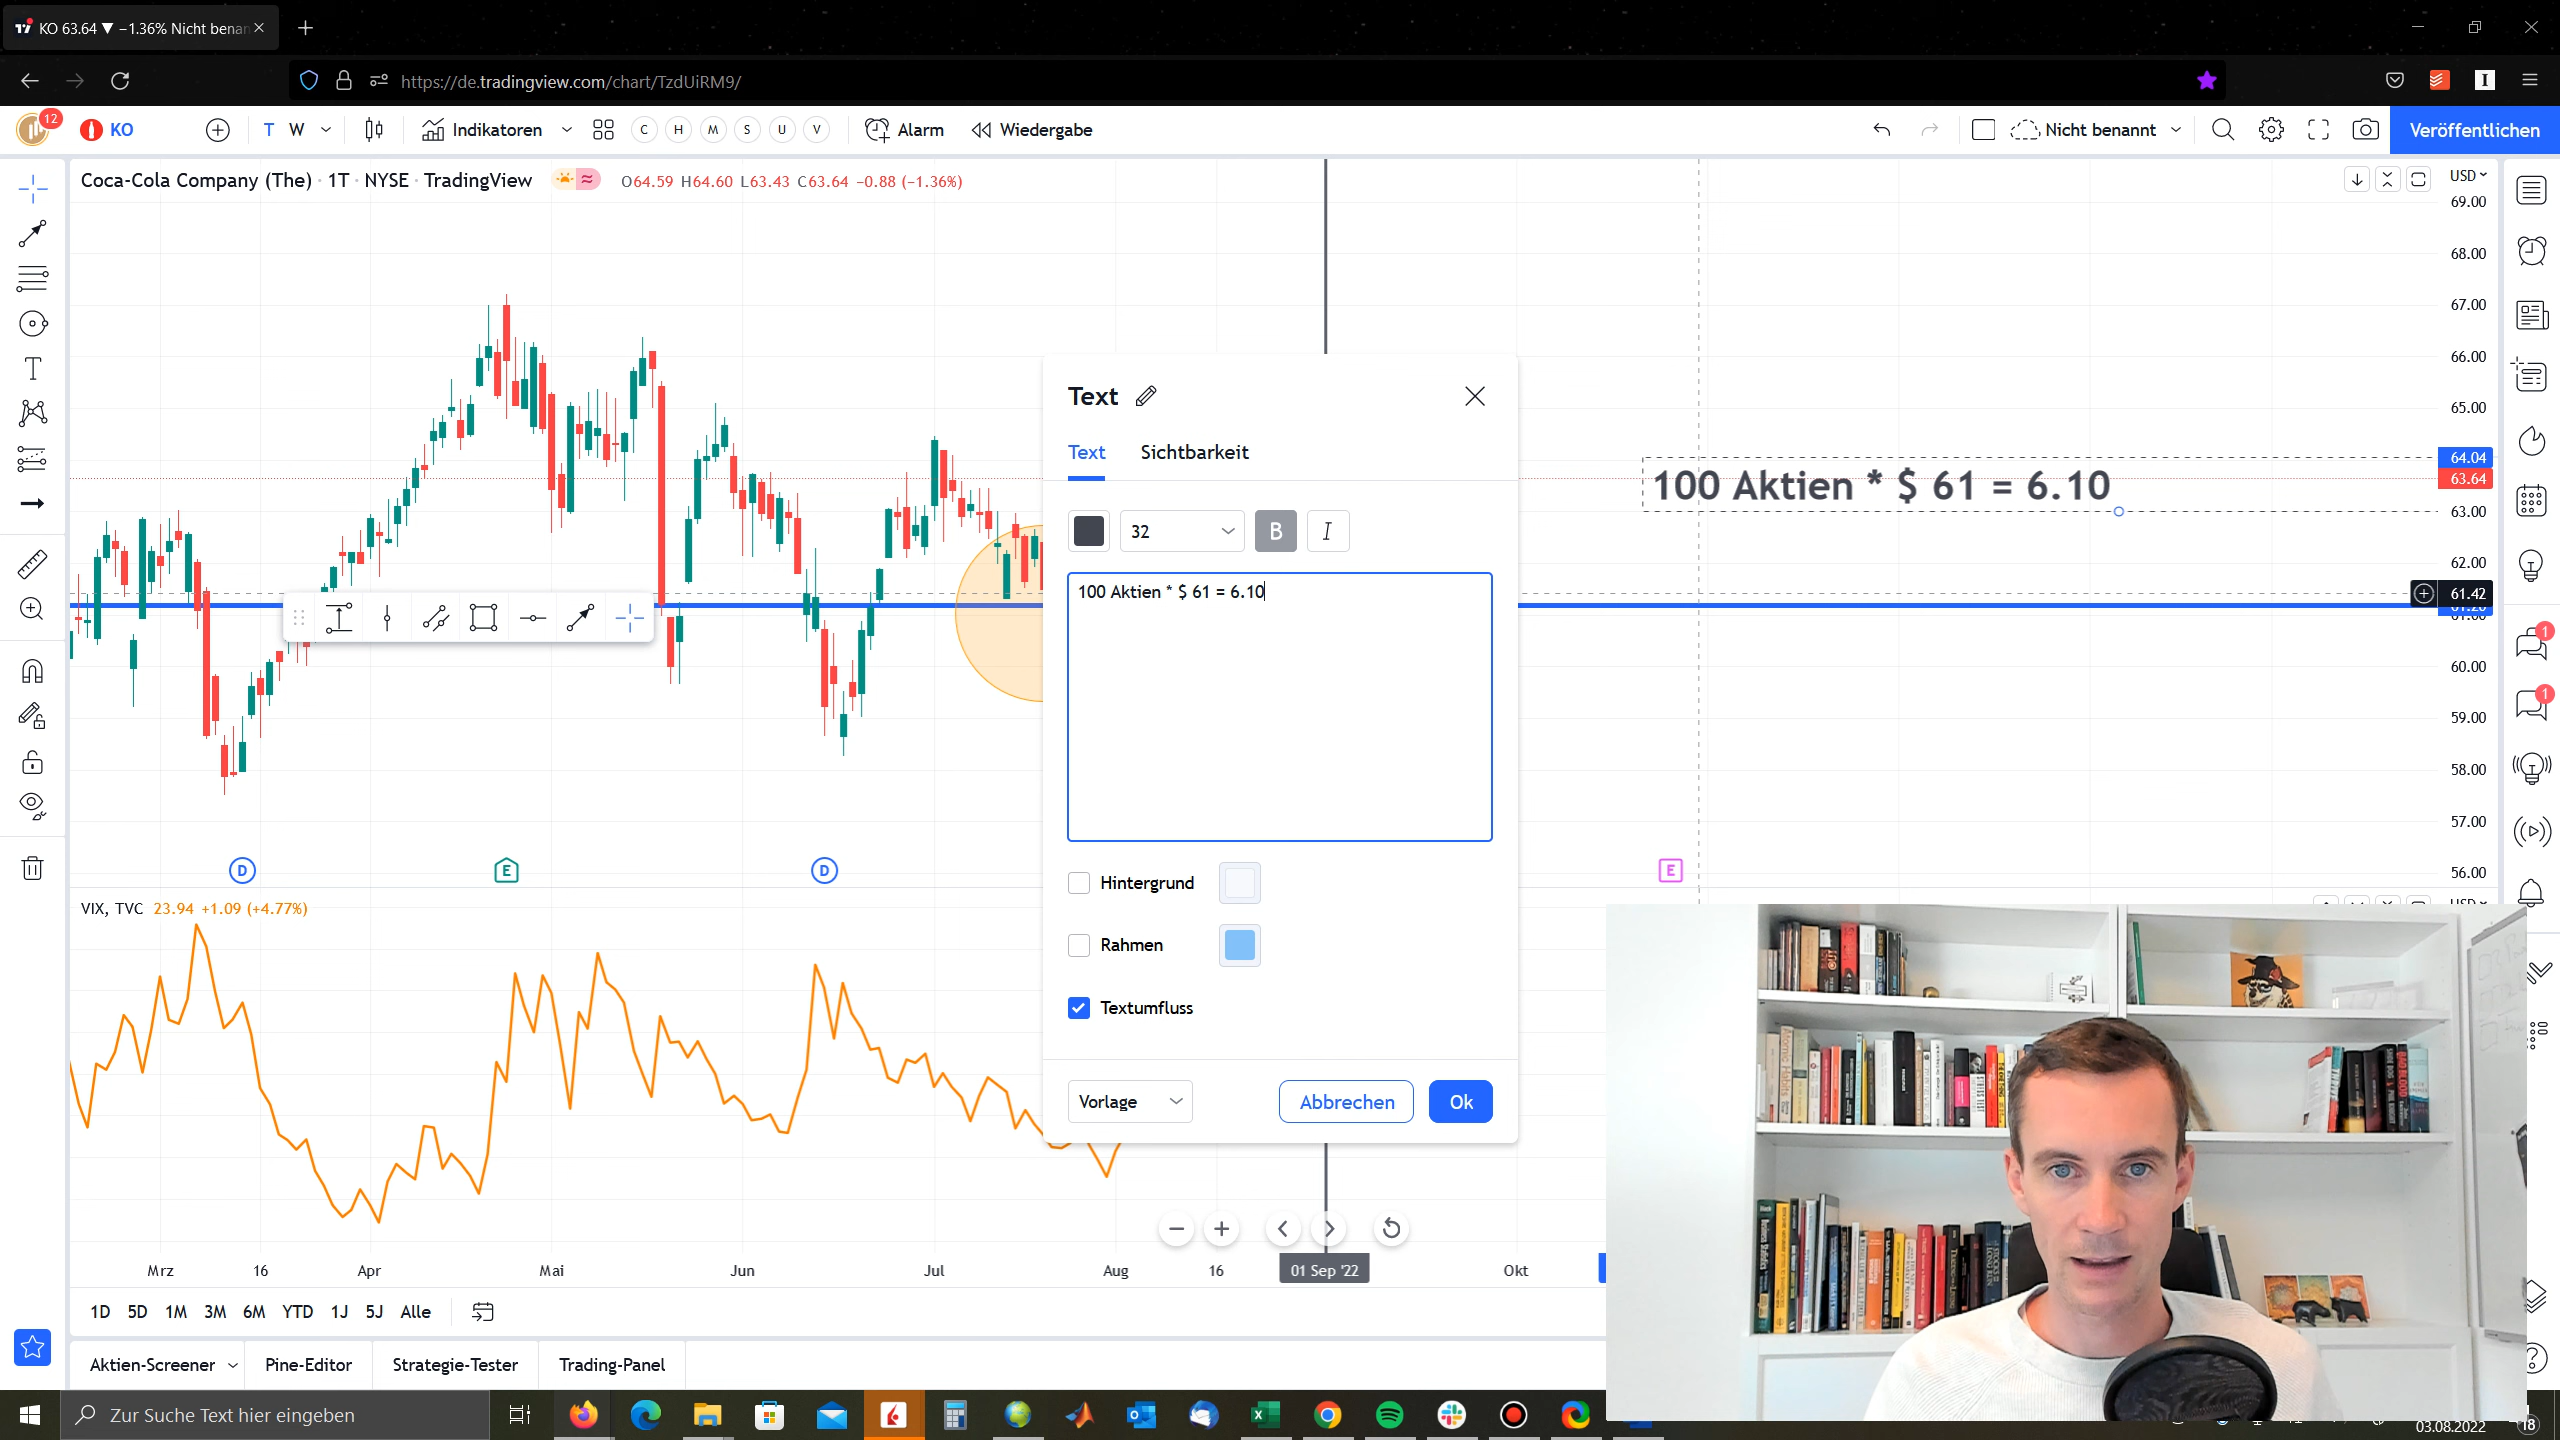 KO 63.64 ▼ −1.36% Nicht benan
https://de.tradingview.com/chart/TzdUiRM9/
12
KO
T W
Indikatoren
C H M S U V
Alarm
Wiedergabe
Nicht benannt
Veröffentlichen
Coca-Cola Company (The) · 1T · NYSE · TradingView
O64.59 H64.60 L63.43 C63.64 −0.88 (−1.36%)
USD
69.00
68.00
67.00
66.00
65.00
64.04
63.64
63.00
62.00
61.42
60.00
59.00
58.00
57.00
56.00
100 Aktien * $ 61 = 6.10
Text
Text Sichtbarkeit
32 B I
100 Aktien * $ 61 = 6.10
Hintergrund
Rahmen
Textumfluss
Vorlage
Abbrechen
Ok
1
1
D E D E
VIX, TVC 23.94 +1.09 (+4.77%)
Mrz 16 Apr Mai Jun Jul Aug 16 01 Sep '22 Okt
1D 5D 1M 3M 6M YTD 1J 5J Alle
Aktien-Screener Pine-Editor Strategie-Tester Trading-Panel
Zur Suche Text hier eingeben
03.08.2022
18